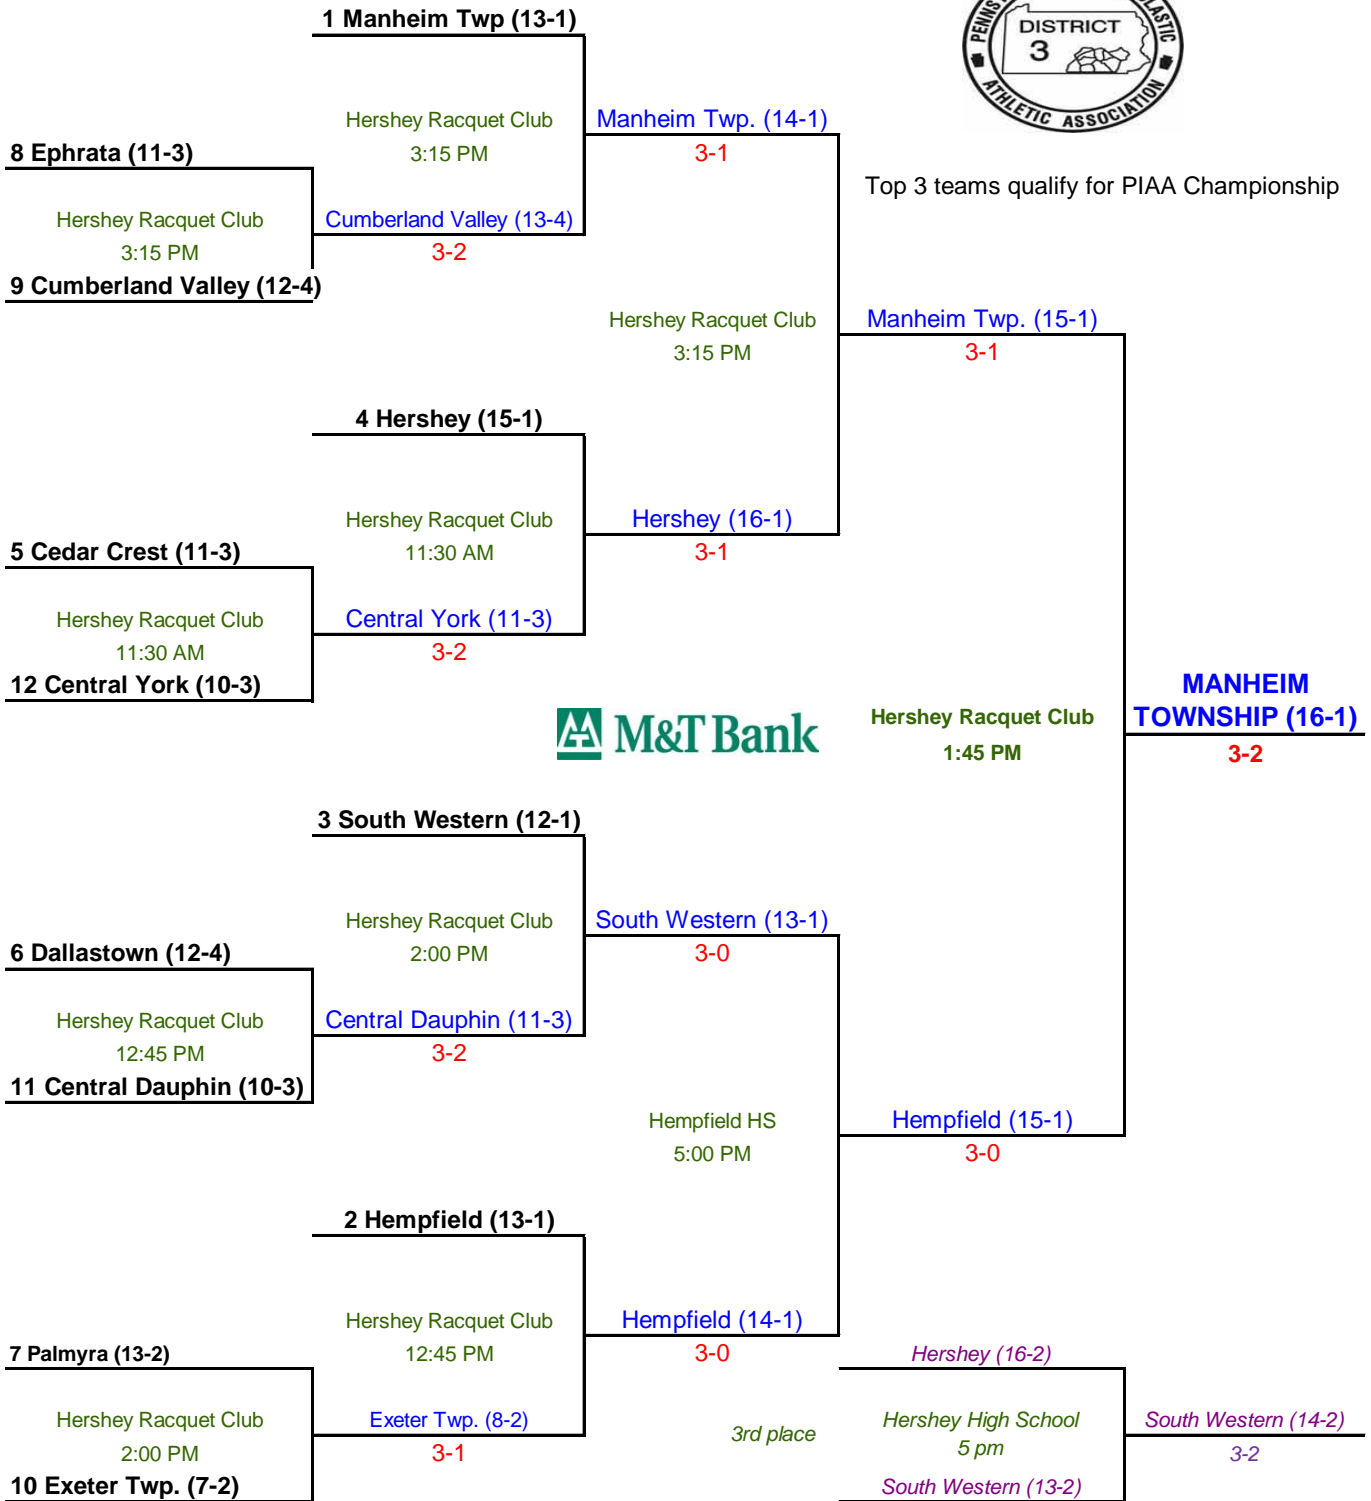 1 Manheim Twp (13-1)
DISTRICT
3
ATHLETIC ASSOCIATION
Hershey Racquet Club
3:15 PM
Manheim Twp. (14-1)
3-1
8 Ephrata (11-3)
Top 3 teams qualify for PIAA Championship
Hershey Racquet Club
3:15 PM
Cumberland Valley (13-4)
3-2
9 Cumberland Valley (12-4)
Hershey Racquet Club
3:15 PM
Manheim Twp. (15-1)
3-1
4 Hershey (15-1)
Hershey Racquet Club
11:30 AM
Hershey (16-1)
3-1
5 Cedar Crest (11-3)
Hershey Racquet Club
11:30 AM
Central York (11-3)
3-2
12 Central York (10-3)
M&T Bank
Hershey Racquet Club
1:45 PM
MANHEIM
TOWNSHIP (16-1)
3-2
3 South Western (12-1)
Hershey Racquet Club
2:00 PM
South Western (13-1)
3-0
6 Dallastown (12-4)
Hershey Racquet Club
12:45 PM
Central Dauphin (11-3)
3-2
11 Central Dauphin (10-3)
Hempfield HS
5:00 PM
Hempfield (15-1)
3-0
2 Hempfield (13-1)
Hershey Racquet Club
12:45 PM
Hempfield (14-1)
3-0
7 Palmyra (13-2)
Hershey (16-2)
Hershey Racquet Club
2:00 PM
Exeter Twp. (8-2)
3-1
3rd place
Hershey High School
5 pm
South Western (14-2)
3-2
10 Exeter Twp. (7-2)
South Western (13-2)